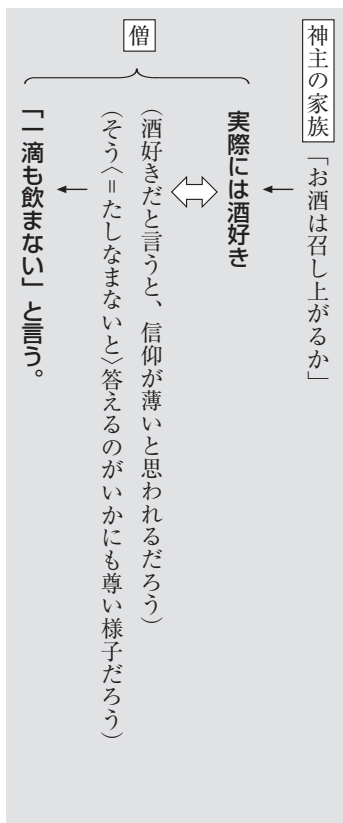 神主の家族「お酒は召し上がるか」
実際には酒好き
僧
(酒好きだと言うと、信仰が薄いと思われるだろう)
(そう〈=たしなまないと〉答えるのがいかにも尊い様子だろう)
「一滴も飲まない」と言う。